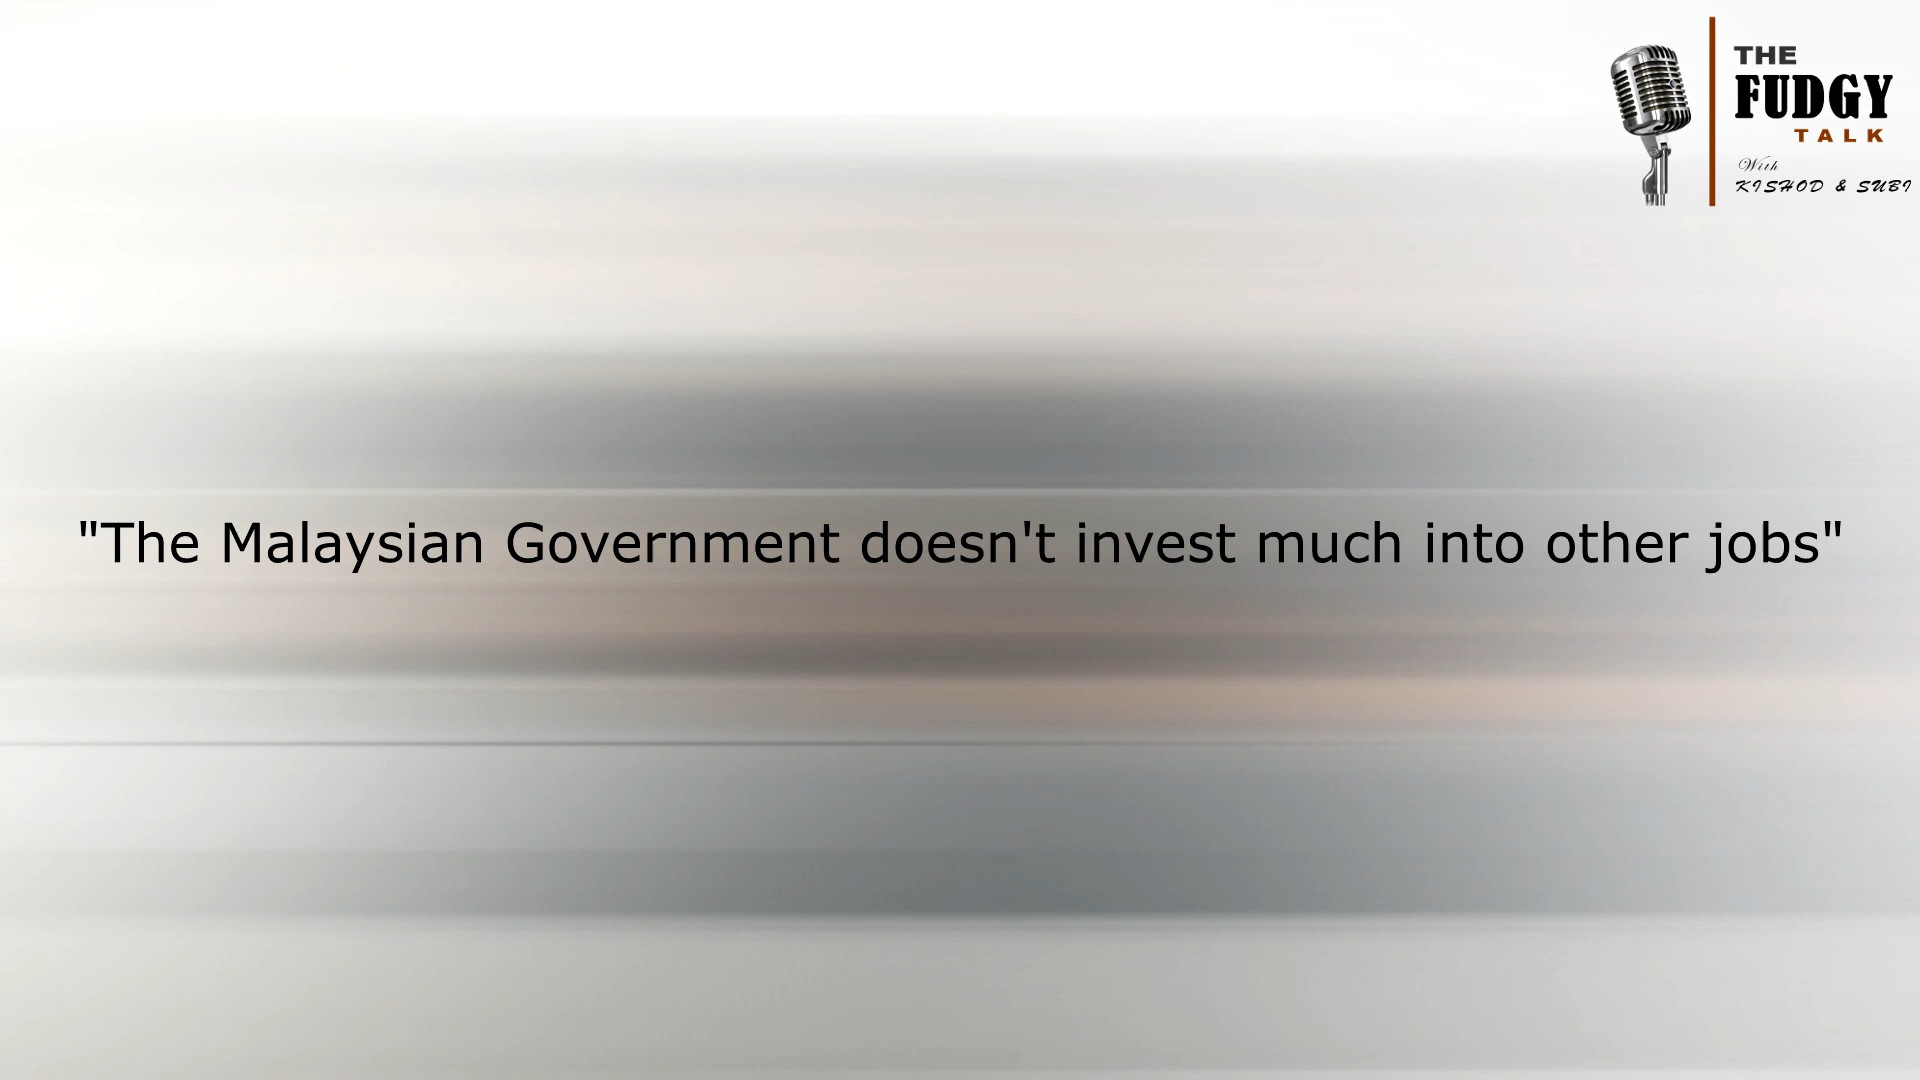 THE
FUDGY
TALK
With
KISHOD & SUBI
"The Malaysian Government doesn't invest much into other jobs"